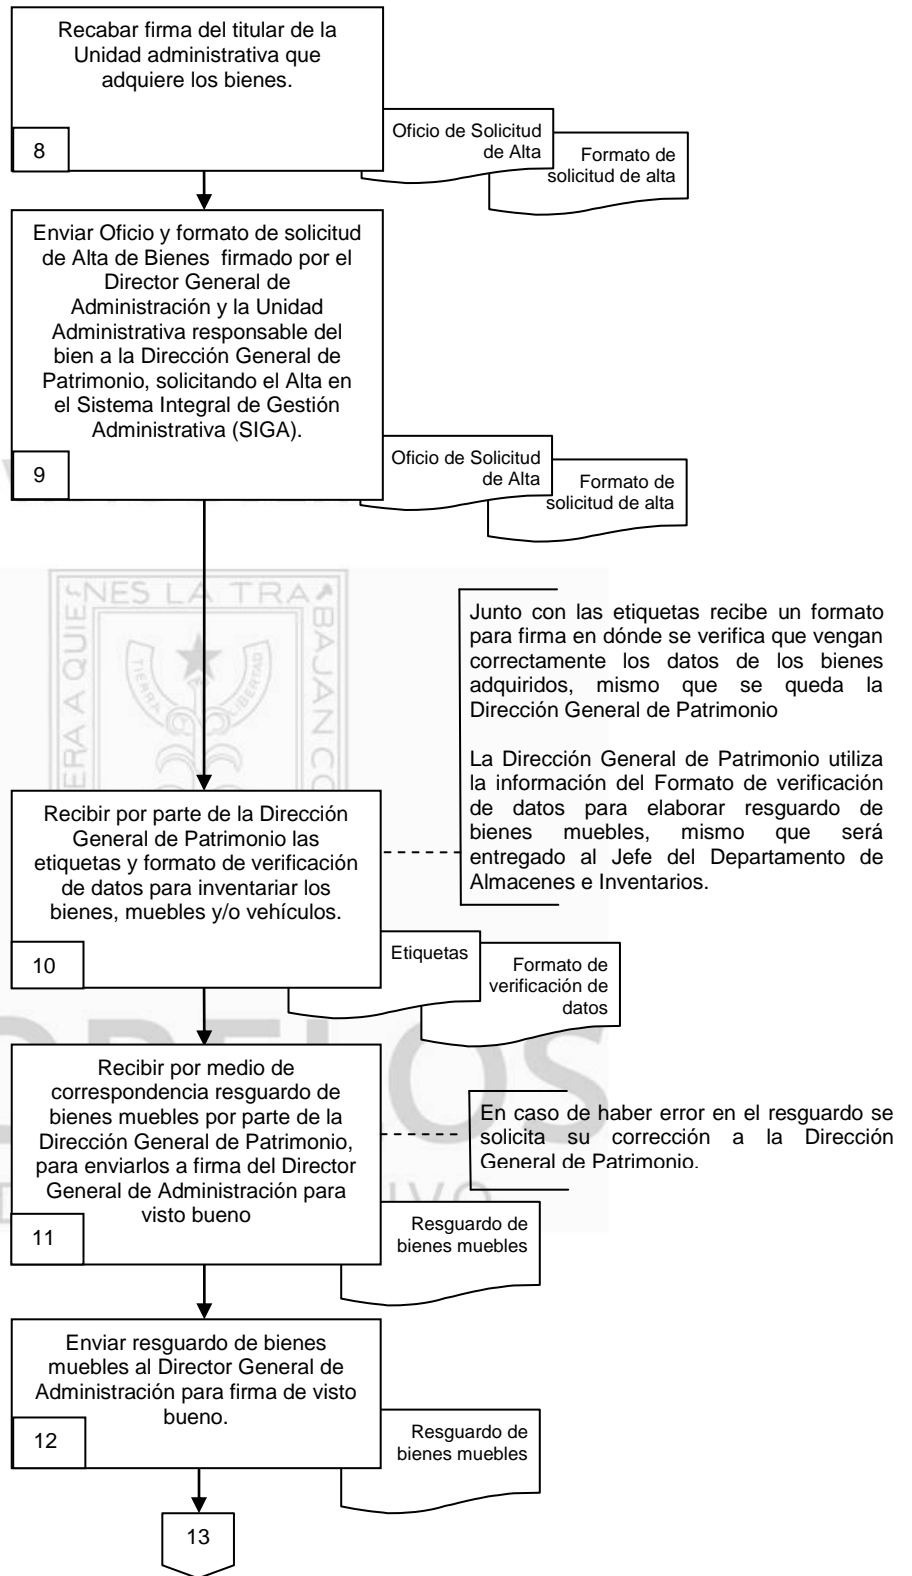 Recabar firma del titular de la
Unidad administrativa que
adquiere los bienes.
8
Oficio de Solicitud
de Alta
Formato de
solicitud de alta
Enviar Oficio y formato de solicitud
de Alta de Bienes firmado por el
Director General de
Administración y la Unidad
Administrativa responsable del
bien a la Dirección General de
Patrimonio, solicitando el Alta en
el Sistema Integral de Gestión
Administrativa (SIGA).
9
Oficio de Solicitud
de Alta
Formato de
solicitud de alta
ERA A QUIENES LA TRABAJAN CO
TIERRA
LIBERTAD
Junto con las etiquetas recibe un formato
para firma en dónde se verifica que vengan
correctamente los datos de los bienes
adquiridos, mismo que se queda la
Dirección General de Patrimonio
La Dirección General de Patrimonio utiliza
la información del Formato de verificación
de datos para elaborar resguardo de
bienes muebles, mismo que será
entregado al Jefe del Departamento de
Almacenes e Inventarios.
Recibir por parte de la Dirección
General de Patrimonio las
etiquetas y formato de verificación
de datos para inventariar los
bienes, muebles y/o vehículos.
10
Etiquetas
Formato de
verificación de
datos
Recibir por medio de
correspondencia resguardo de
bienes muebles por parte de la
Dirección General de Patrimonio,
para enviarlos a firma del Director
General de Administración para
visto bueno
11
En caso de haber error en el resguardo se
solicita su corrección a la Dirección
General de Patrimonio.
Resguardo de
bienes muebles
Enviar resguardo de bienes
muebles al Director General de
Administración para firma de visto
bueno.
12
Resguardo de
bienes muebles
13